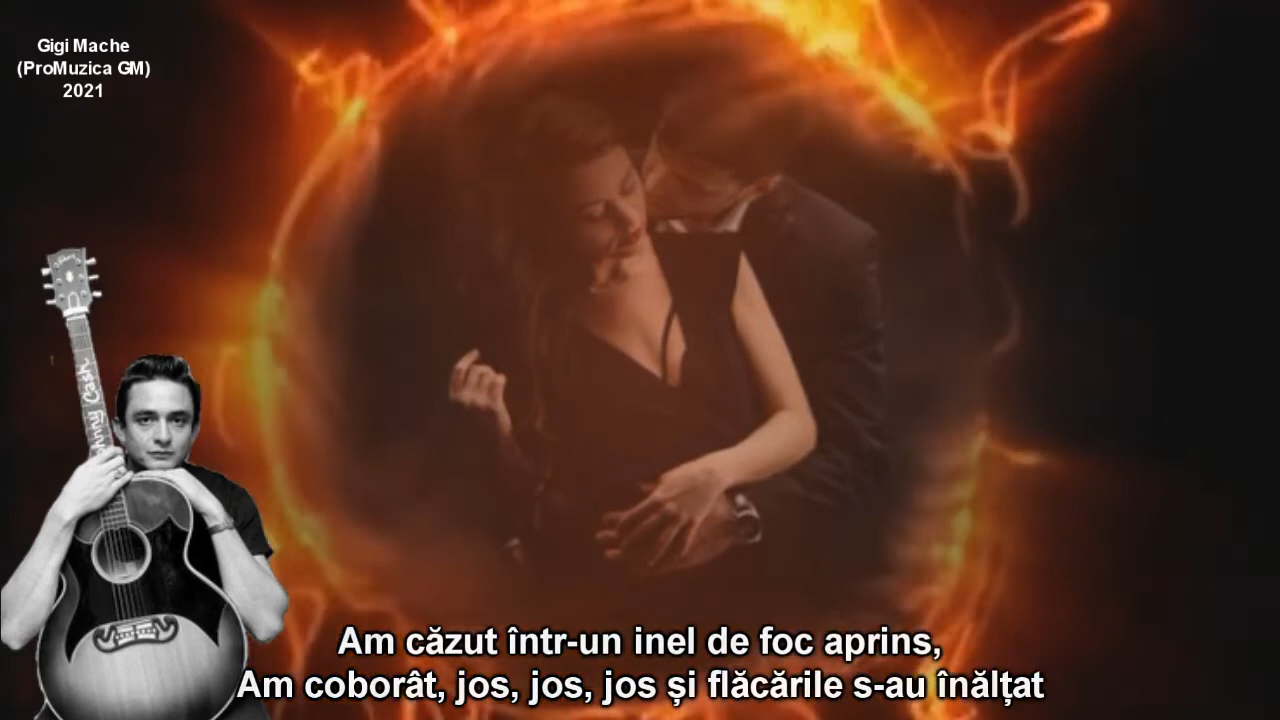 Gigi Mache
(ProMuzica GM)
2021
Cash
Am căzut într-un inel de foc aprins,
Am coborât, jos, jos, jos și flăcările s-au înălțat